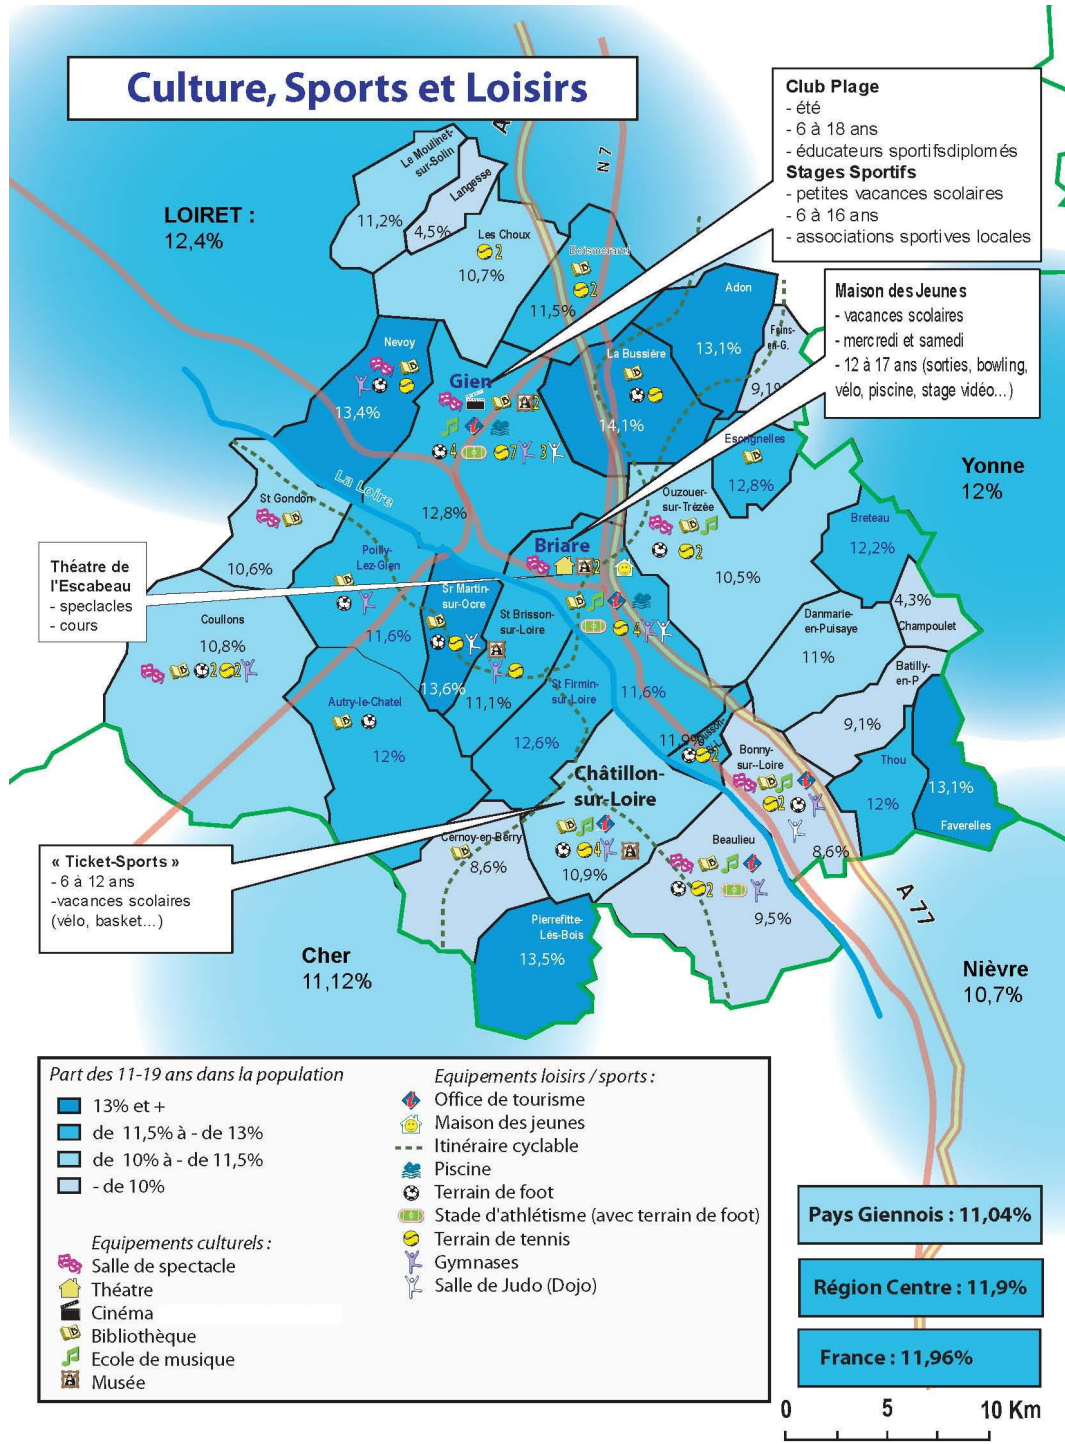 Culture, Sports et Loisirs
Club Plage
- été
- 6 à 18 ans
- éducateurs sportifsdiplomés
Stages Sportifs
- petites vacances scolaires
- 6 à 16 ans
- associations sportives locales
A
N 7
LOIRET :
12,4%
Le Moulinet-
sur-Solin
11,2%
Langesse
4,5%
Les Choux
2
10,7%
Boismorand
2
11,5%
Adon
13,1%
Feins-
en-G.
9,1%
Maison des Jeunes
- vacances scolaires
- mercredi et samedi
- 12 à 17 ans (sorties, bowling,
vélo, piscine, stage vidéo...)
Nevoy
13,4%
Gien
2
4
7
3
12,8%
La Bussière
14,1%
Escrignelles
12,8%
Yonne
12%
La Loire
St Gondon
10,6%
Ouzouer-
sur-Trézée
2
10,5%
Breteau
12,2%
Briare
2
4
11,6%
Théatre de
l'Escabeau
- speclacles
- cours
Poilly-
Lez-Gien
11,6%
Sr Martin-
sur-Ocre
13,6%
St Brisson-
sur-Loire
11,1%
Coullons
10,8%
2
2
Danmarie-
en-Puisaye
11%
4,3%
Champoulet
Batilly-
en-P
9,1%
Autry-le-Chatel
12%
St Firmin-
sur-Loire
12,6%
11,9%
2
Bonny-
sur--Loire
2
8,6%
Thou
12%
13,1%
Faverelles
Châtillon-
sur-Loire
4
10,9%
Cernoy-en-Berry
8,6%
Beaulieu
2
9,5%
« Ticket-Sports »
- 6 à 12 ans
-vacances scolaires
(vélo, basket...)
Pierrefitte-
Lés-Bois
13,5%
A 77
Cher
11,12%
Nièvre
10,7%
Part des 11-19 ans dans la population
13% et +
de 11,5% à - de 13%
de 10% à - de 11,5%
- de 10%
Equipements culturels :
Salle de spectacle
Théatre
Cinéma
Bibliothèque
Ecole de musique
Musée
Equipements loisirs / sports :
Office de tourisme
Maison des jeunes
Itinéraire cyclable
Piscine
Terrain de foot
Stade d'athlétisme (avec terrain de foot)
Terrain de tennis
Gymnases
Salle de Judo (Dojo)
Pays Giennois : 11,04%
Région Centre : 11,9%
France : 11,96%
0 5 10 Km